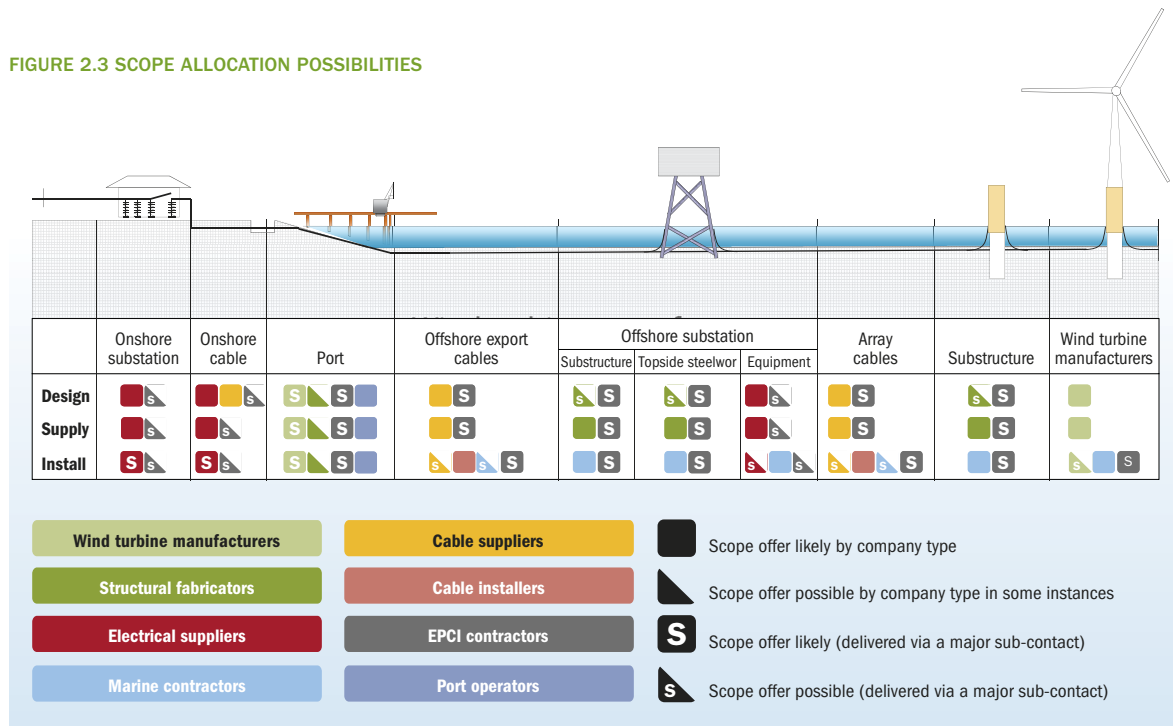 FIGURE 2.3 SCOPE ALLOCATION POSSIBILITIES
Onshore substation
Onshore cable
Port
Offshore export cables
Offshore substation
Substructure
Topside steelwor
Equipment
Array cables
Substructure
Wind turbine manufacturers
Design
S S S S S S S S S S S S S
Supply
S S S S S S S S S S S
Install
S S S S S S S S S S S S S S S S S S
Wind turbine manufacturers
Cable suppliers
Scope offer likely by company type
Structural fabricators
Cable installers
Scope offer possible by company type in some instances
Electrical suppliers
EPCI contractors
S Scope offer likely (delivered via a major sub-contact)
Marine contractors
Port operators
S Scope offer possible (delivered via a major sub-contact)